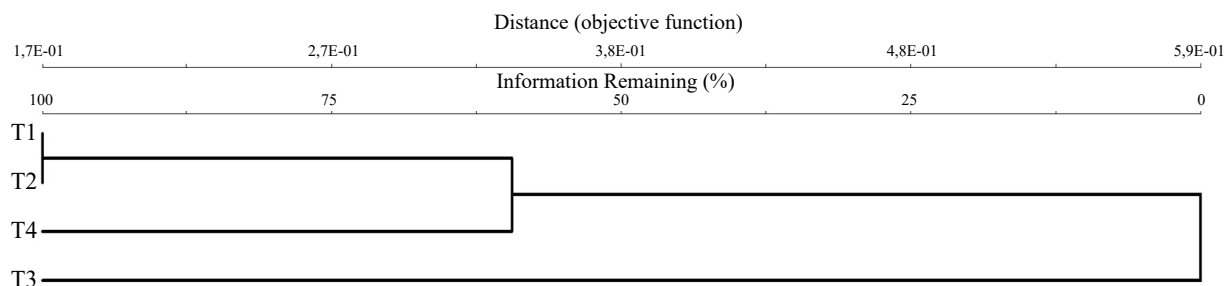 Distance (objective function)
1,7E-01 2,7E-01 3,8E-01 4,8E-01 5,9E-01
Information Remaining (%)
100 75 50 25 0
T1
T2
T4
T3